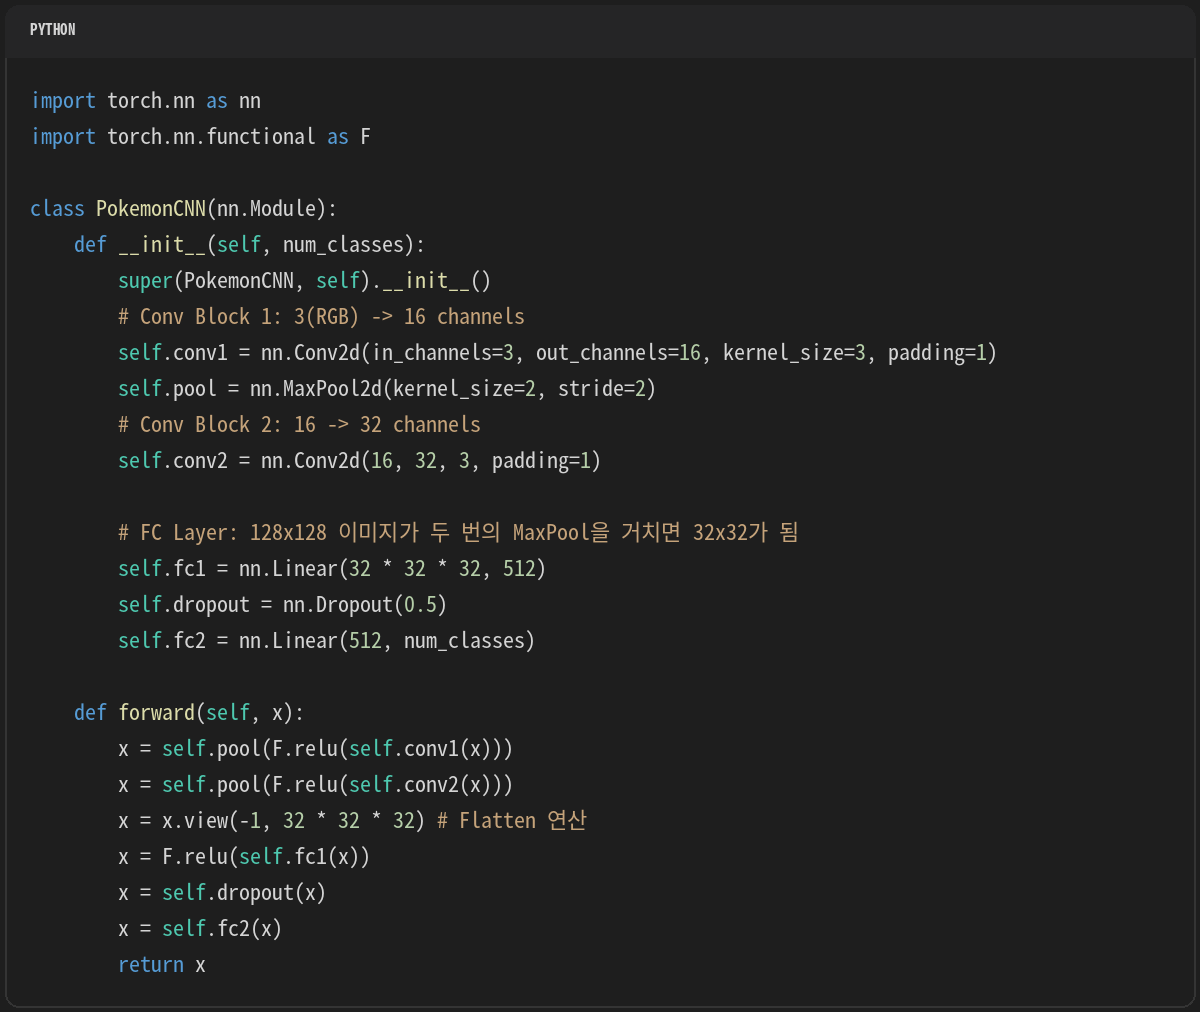 PYTHON
import torch.nn as nn
import torch.nn.functional as F
class PokemonCNN(nn.Module):
    def __init__(self, num_classes):
        super(PokemonCNN, self).__init__()
        # Conv Block 1: 3(RGB) -> 16 channels
        self.conv1 = nn.Conv2d(in_channels=3, out_channels=16, kernel_size=3, padding=1)
        self.pool = nn.MaxPool2d(kernel_size=2, stride=2)
        # Conv Block 2: 16 -> 32 channels
        self.conv2 = nn.Conv2d(16, 32, 3, padding=1)
        # FC Layer: 128x128 이미지가 두 번의 MaxPool을 거치면 32x32가 됨
        self.fc1 = nn.Linear(32 * 32 * 32, 512)
        self.dropout = nn.Dropout(0.5)
        self.fc2 = nn.Linear(512, num_classes)
    def forward(self, x):
        x = self.pool(F.relu(self.conv1(x)))
        x = self.pool(F.relu(self.conv2(x)))
        x = x.view(-1, 32 * 32 * 32) # Flatten 연산
        x = F.relu(self.fc1(x))
        x = self.dropout(x)
        x = self.fc2(x)
        return x